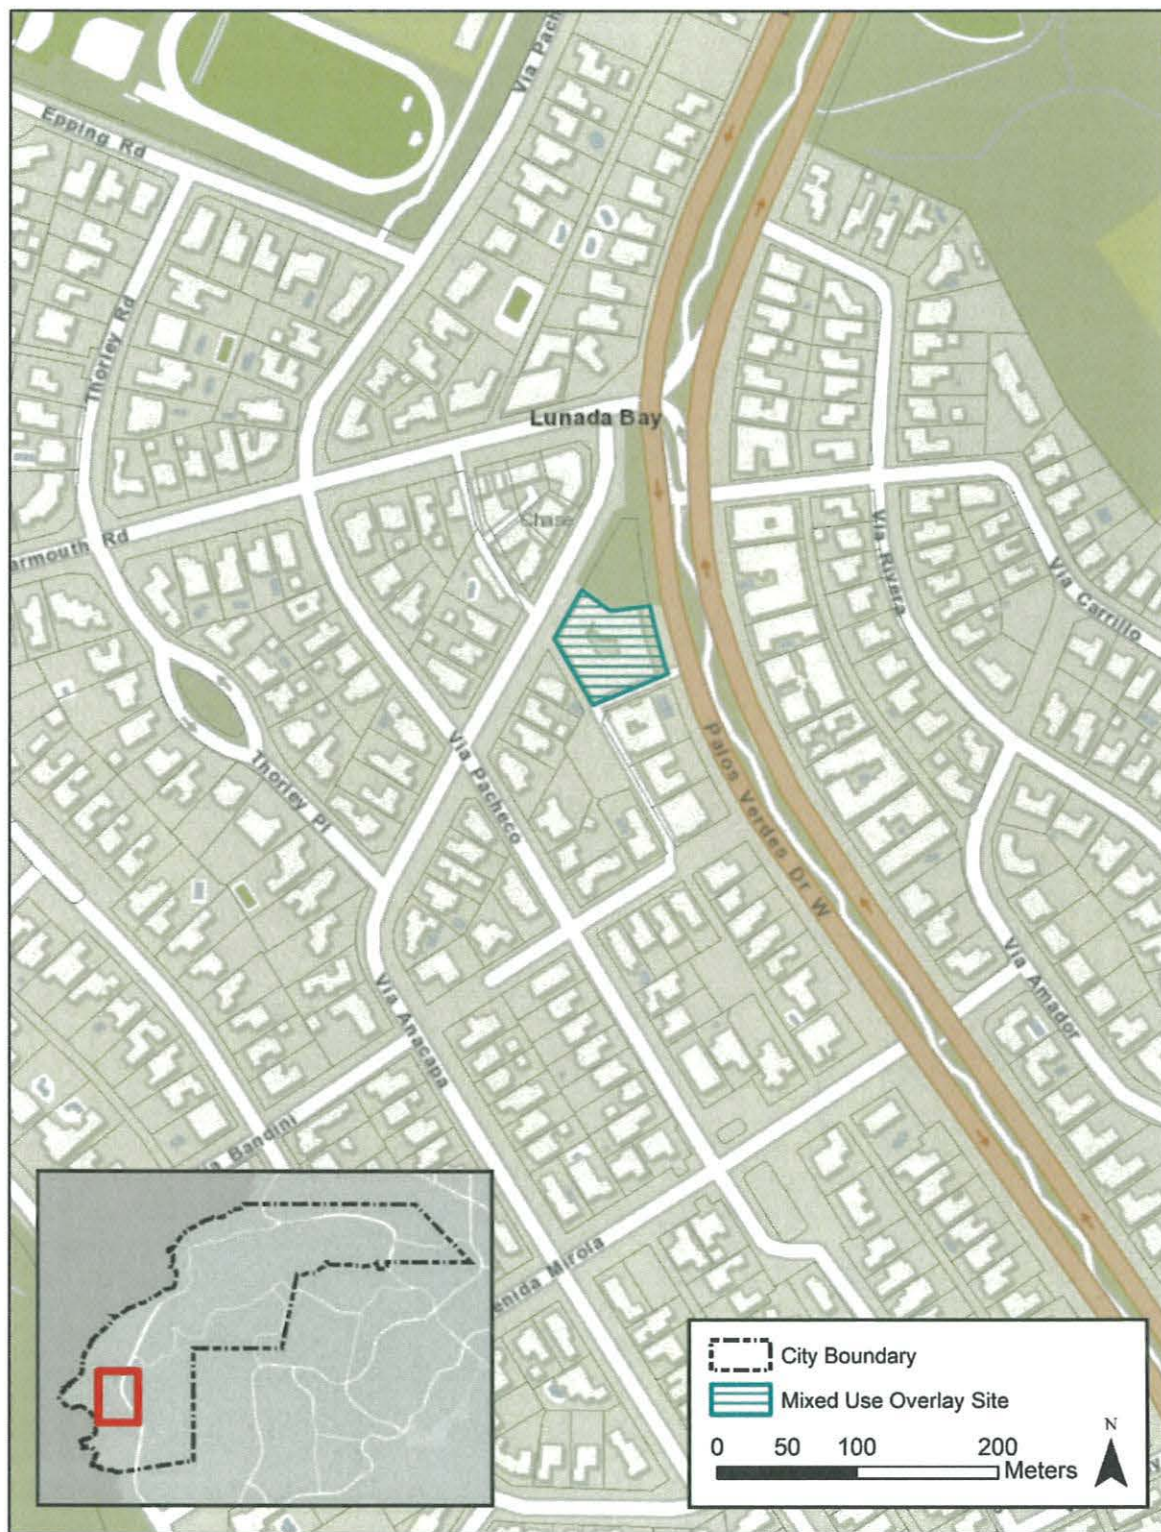 Via Pach
Epping Rd
Thorley Rd
Lunada Bay
Chase
armouth Rd
Via Rivera
Via Carrillo
Via Pacheco
Thorley Pl
Palos Verdes Dr W
Via Anacapa
Via Amador
a Bandini
enida Mirola
City Boundary
Mixed Use Overlay Site
0 50 100 200
Meters
N